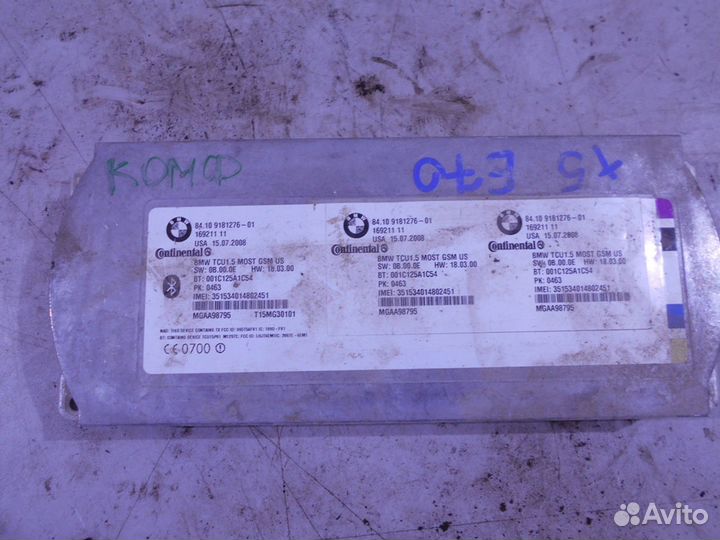 КОМФ
X5 E70
BMW
84.10 9181276-01
169211 11
USA 15.07.2008
Continental
BMW TCU1.5 MOST GSM US
SW: 08.00.0E HW: 18.03.00
BT: 001C125A1C54
PK: 0463
IMEI: 351534014802451
MGAA98795 T15MG30101
CE0700
BMW
84.10 9181276-01
169211 11
USA 15.07.2008
Continental
BMW TCU1.5 MOST GSM US
SW: 08.00.0E HW: 18.03.00
BT: 001C125A1C54
PK: 0463
IMEI: 351534014802451
MGAA98795
BMW
84.10 9181276-01
169211 11
USA 15.07.2008
Continental
BMW TCU1.5 MOST GSM US
SW: 08.00.0E HW: 18.03.00
BT: 001C125A1C54
PK: 0463
IMEI: 351534014802451
MGAA98795
Avito